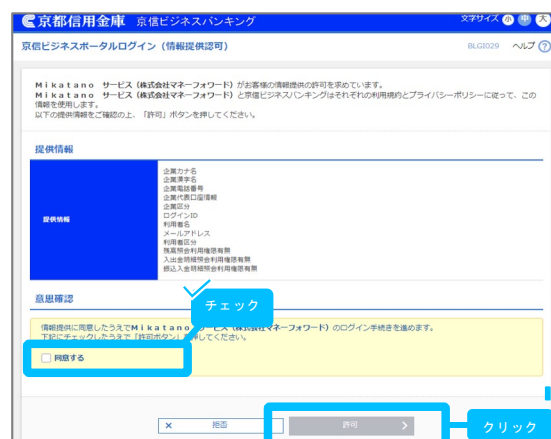 京都信用金庫 京信ビジネスバンキング
文字サイズ 小 中 大
京信ビジネスポータルログイン(情報提供認可)
BLGI029 ヘルプ ?
Mikatano サービス(株式会社マネーフォワード)がお客様の情報提供の許可を求めています。
Mikatano サービス(株式会社マネーフォワード)と京信ビジネスバンキングはそれぞれの利用規約とプライバシーポリシーに従って、この
情報を使用します。
以下の提供情報をご確認の上、「許可」ボタンを押してください。
提供情報
提供情報
企業カナ名
企業漢字名
企業電話番号
企業代表口座情報
企業区分
ログインID
利用者名
メールアドレス
利用者区分
残高照会利用権限有無
入出金明細照会利用権限有無
振込入金明細照会利用権限有無
意思確認
チェック
情報提供に同意したうえでMikatano サービス(株式会社マネーフォワード)のログイン手続きを進めます。
下記にチェックしたうえで「許可ボタン」を押してください。
同意する
× 拒否
許可 >
クリック